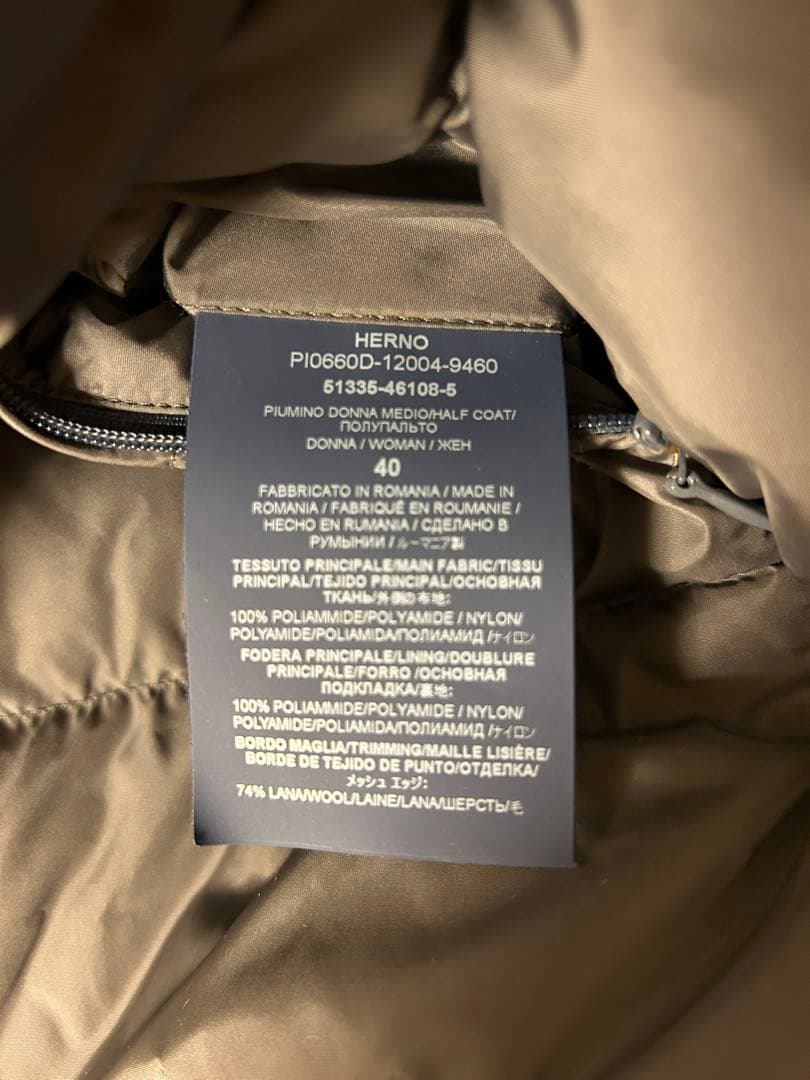 HERNO
PI0660D-12004-9460
51335-46108-5
PIUMINO DONNA MEDIO/HALF COAT/
ПОЛУПАЛЬТО
DONNA / WOMAN / ЖЕН
40
FABBRICATO IN ROMANIA / MADE IN
ROMANIA / FABRIQUÉ EN ROUMANIE /
HECHO EN RUMANIA / СДЕЛАНО В
РУМЫНИИ / ルーマニア製
TESSUTO PRINCIPALE/MAIN FABRIC/TISSU
PRINCIPAL/TEJIDO PRINCIPAL/ОСНОВНАЯ
ТКАНЬ/外側の布地:
100% POLIAMMIDE/POLYAMIDE / NYLON/
POLYAMIDE/POLIAMIDA/ПОЛИАМИД /ナイロン
FODERA PRINCIPALE/LINING/DOUBLURE
PRINCIPALE/FORRO /ОСНОВНАЯ
ПОДКЛАДКА/裏地:
100% POLIAMMIDE/POLYAMIDE / NYLON/
POLYAMIDE/POLIAMIDA/ПОЛИАМИД /ナイロン
BORDO MAGLIA/TRIMMING/MAILLE LISIÈRE/
BORDE DE TEJIDO DE PUNTO/ОТДЕЛКА/
メッシュ エッジ:
74% LANA/WOOL/LAINE/LANA/ШЕРСТЬ/毛